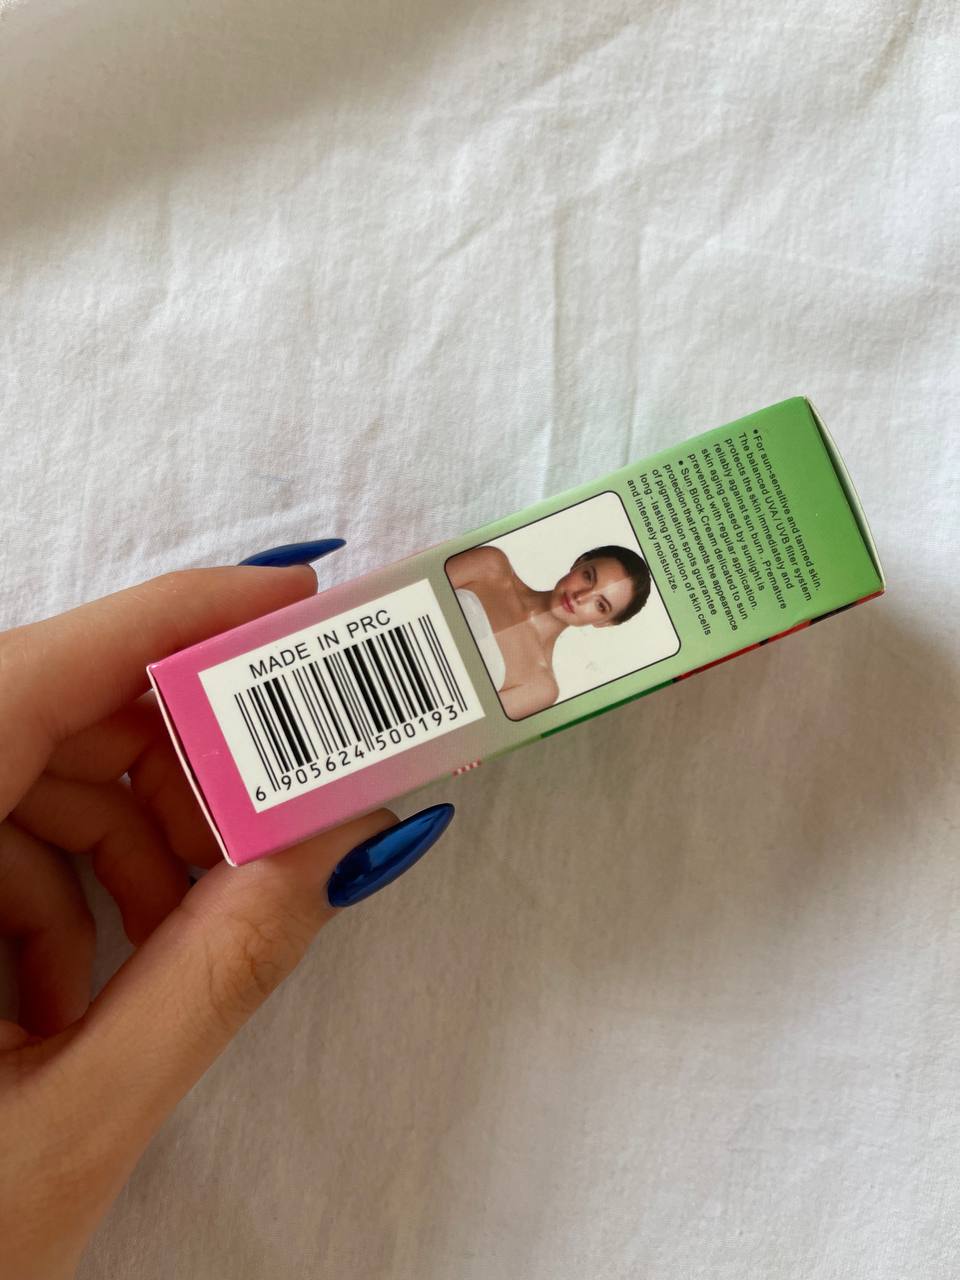 • For sun-sensitive and tanned skin.
The balanced UVA / UVB filter system
protects the skin immediately and
reliably against sun burn . Premature
skin aging caused by sunlight is
prevented with regular application.
• Sun Block Cream delicated to sun
protection that prevents the appearance
of pigmentation spots guarantee
long - lasting protection of skin cells
and intensely moisturize.
MADE IN PRC
6 905624 500193